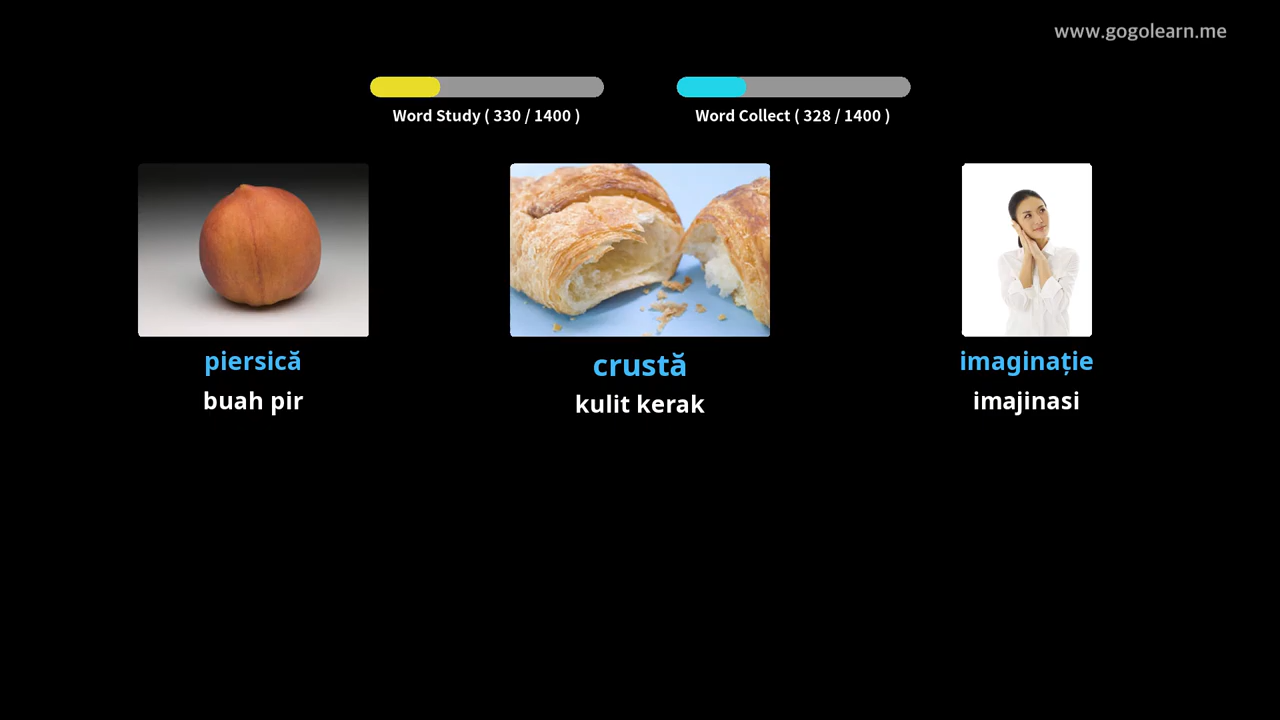 www.gogolearn.me
Word Study ( 330 / 1400 )
Word Collect ( 328 / 1400 )
piersică
buah pir
crustă
kulit kerak
imaginație
imajinasi